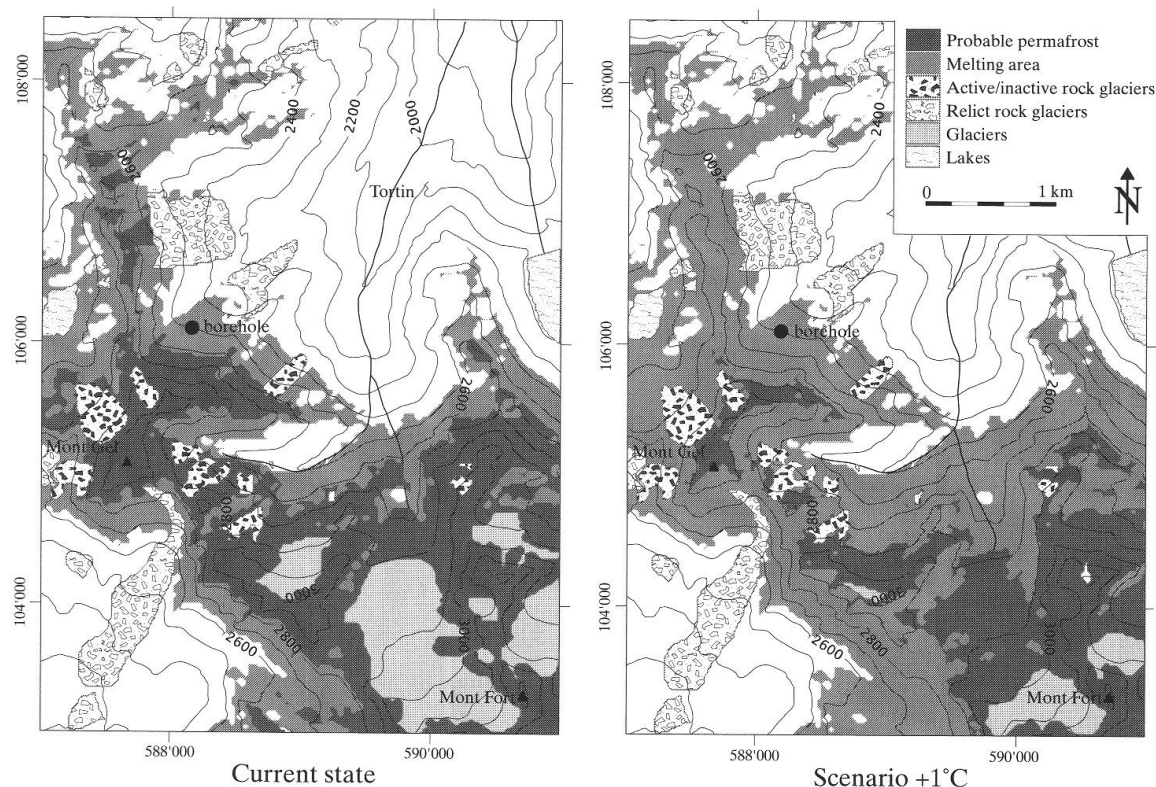 Probable permafrost
Melting area
Active/inactive rock glaciers
Relict rock glaciers
Glaciers
Lakes
0 1 km
N
108'000
106'000
104'000
2400
2200
2000
2600
Tortin
borehole
2600
Mont Gelé
2800
3000
2800
2600
3000
Mont Fort
588'000
590'000
Current state
108'000
106'000
104'000
2400
2600
borehole
2600
2800
3000
2800
2600
3000
Mont Fort
588'000
590'000
Scenario +1°C